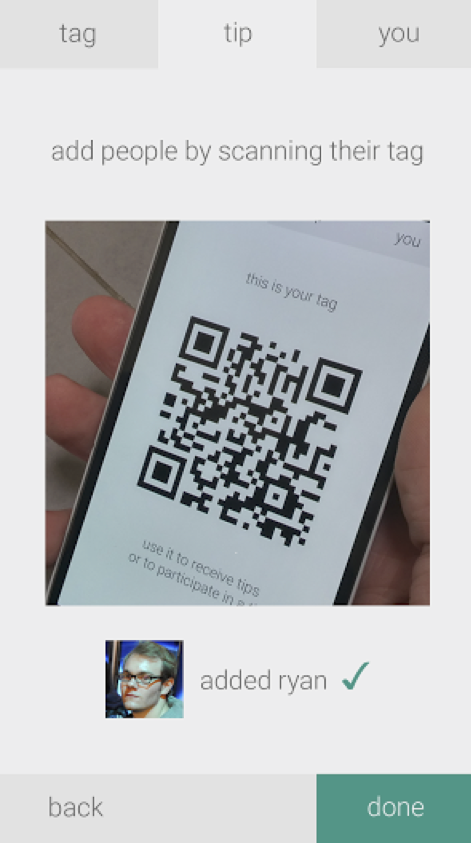 tag
tip
you
add people by scanning their tag
you
this is your tag
use it to receive tips
or to participate in a
added ryan
back
done